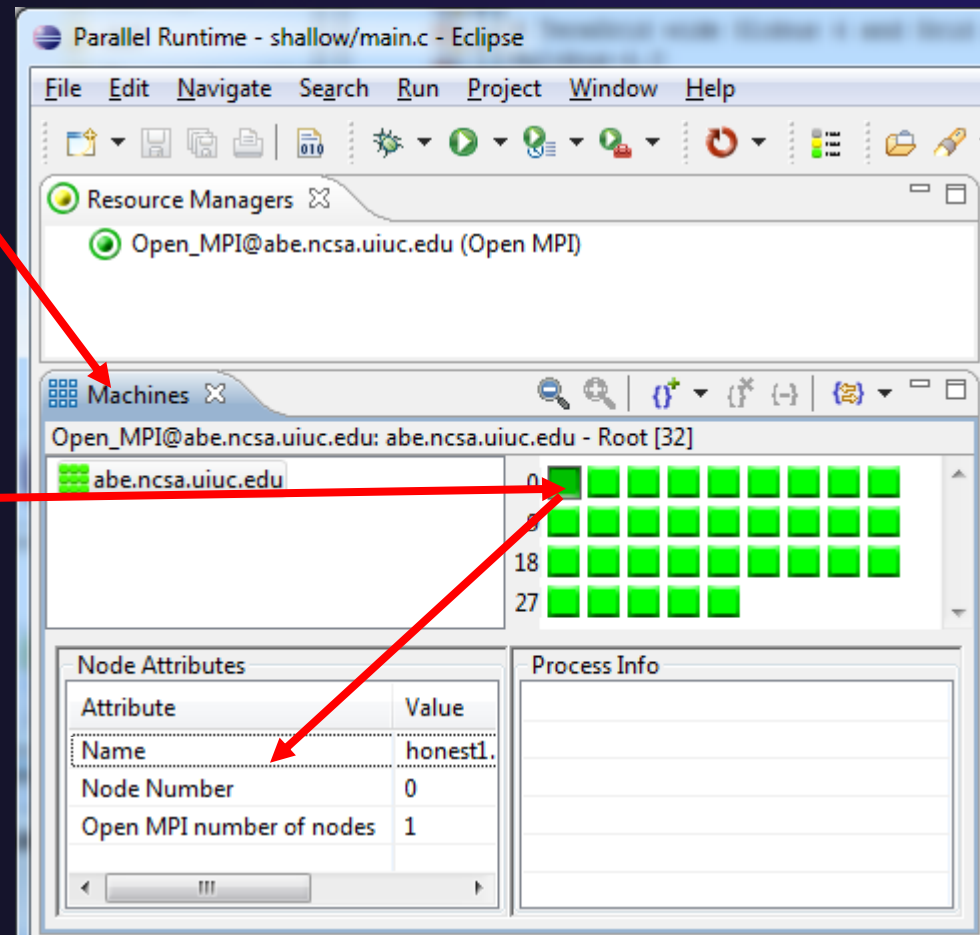 Parallel Runtime - shallow/main.c - Eclipse
File Edit Navigate Search Run Project Window Help
010
Resource Managers
Open_MPI@abe.ncsa.uiuc.edu (Open MPI)
Machines
Open_MPI@abe.ncsa.uiuc.edu: abe.ncsa.uiuc.edu - Root [32]
abe.ncsa.uiuc.edu
0
9
18
27
Node Attributes
Attribute Value
Name honest1.
Node Number 0
Open MPI number of nodes 1
Process Info